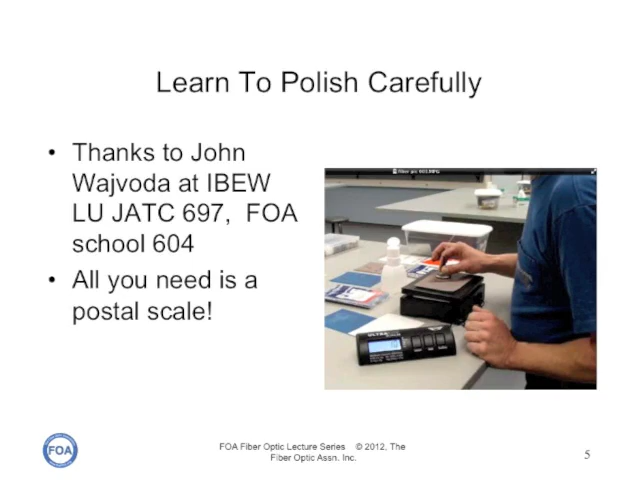 Learn To Polish Carefully
• Thanks to John
Wajvoda at IBEW
LU JATC 697, FOA
school 604
• All you need is a
postal scale!
FOA
FOA Fiber Optic Lecture Series © 2012, The
Fiber Optic Assn. Inc.
5